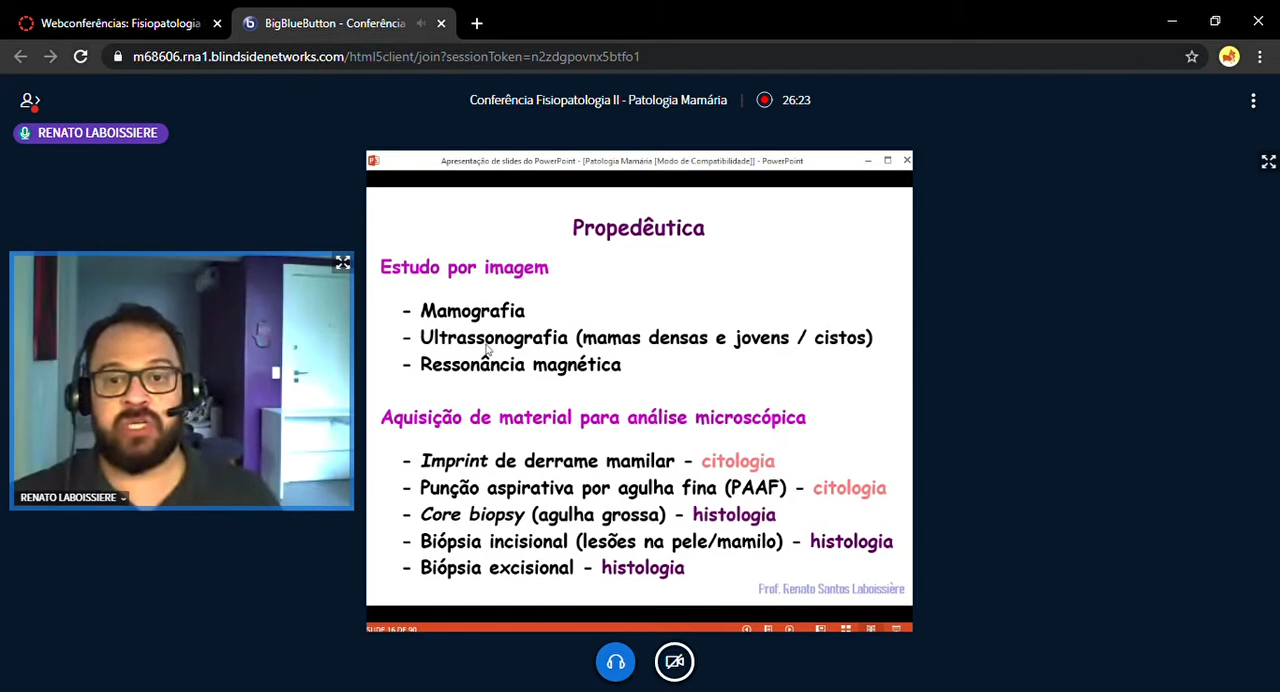 Webconferências: Fisiopatologia
BigBlueButton - Conferência
m68606.rna1.blindsidenetworks.com/html5client/join?sessionToken=n2zdgpovnx5btfo1
Conferência Fisiopatologia II - Patologia Mamária
26:23
RENATO LABOISSIERE
Apresentação de slides do PowerPoint - [Patologia Mamária [Modo de Compatibilidade]] - PowerPoint
Propedêutica
Estudo por imagem
- Mamografia
- Ultrassonografia (mamas densas e jovens / cistos)
- Ressonância magnética
Aquisição de material para análise microscópica
- Imprint de derrame mamilar - citologia
- Punção aspirativa por agulha fina (PAAF) - citologia
- Core biopsy (agulha grossa) - histologia
- Biópsia incisional (lesões na pele/mamilo) - histologia
- Biópsia excisional - histologia
Prof. Renato Santos Laboissière
SLIDE 16 DE 90
RENATO LABOISSIERE